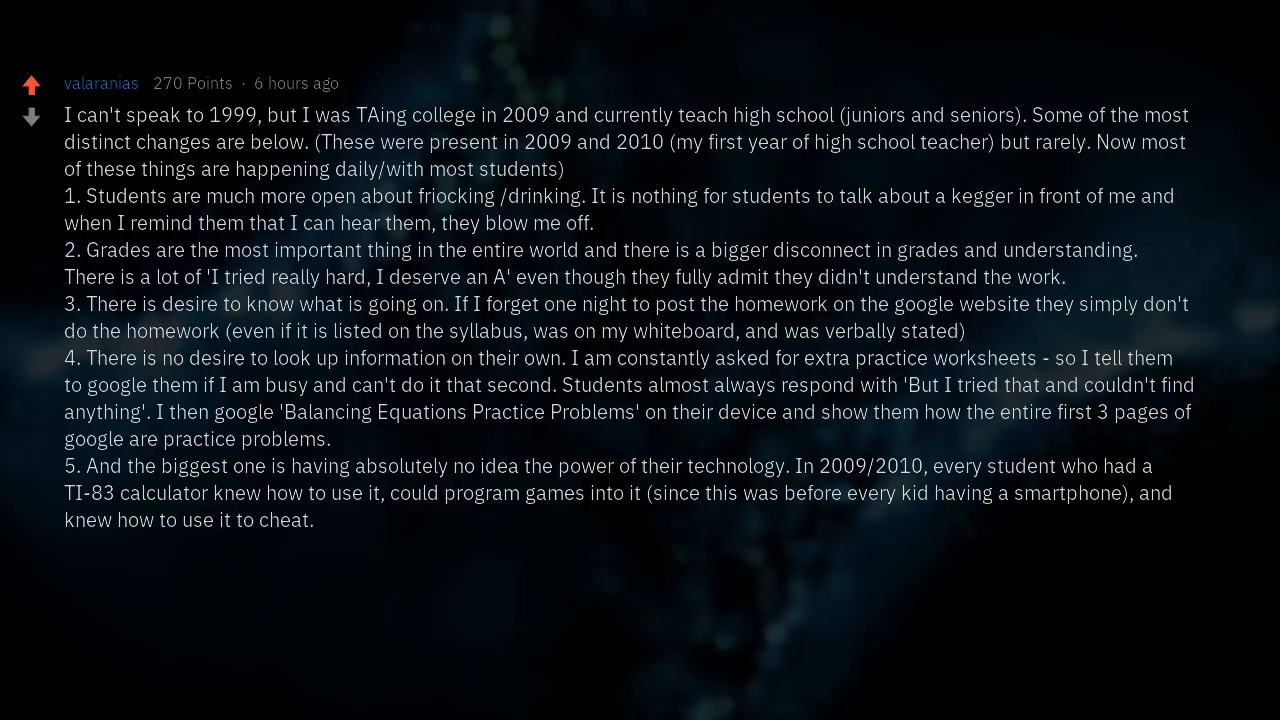 valaranias 270 Points · 6 hours ago
I can't speak to 1999, but I was TAing college in 2009 and currently teach high school (juniors and seniors). Some of the most
distinct changes are below. (These were present in 2009 and 2010 (my first year of high school teacher) but rarely. Now most
of these things are happening daily/with most students)
1. Students are much more open about friocking /drinking. It is nothing for students to talk about a kegger in front of me and
when I remind them that I can hear them, they blow me off.
2. Grades are the most important thing in the entire world and there is a bigger disconnect in grades and understanding.
There is a lot of 'I tried really hard, I deserve an A' even though they fully admit they didn't understand the work.
3. There is desire to know what is going on. If I forget one night to post the homework on the google website they simply don't
do the homework (even if it is listed on the syllabus, was on my whiteboard, and was verbally stated)
4. There is no desire to look up information on their own. I am constantly asked for extra practice worksheets - so I tell them
to google them if I am busy and can't do it that second. Students almost always respond with 'But I tried that and couldn't find
anything'. I then google 'Balancing Equations Practice Problems' on their device and show them how the entire first 3 pages of
google are practice problems.
5. And the biggest one is having absolutely no idea the power of their technology. In 2009/2010, every student who had a
TI-83 calculator knew how to use it, could program games into it (since this was before every kid having a smartphone), and
knew how to use it to cheat.